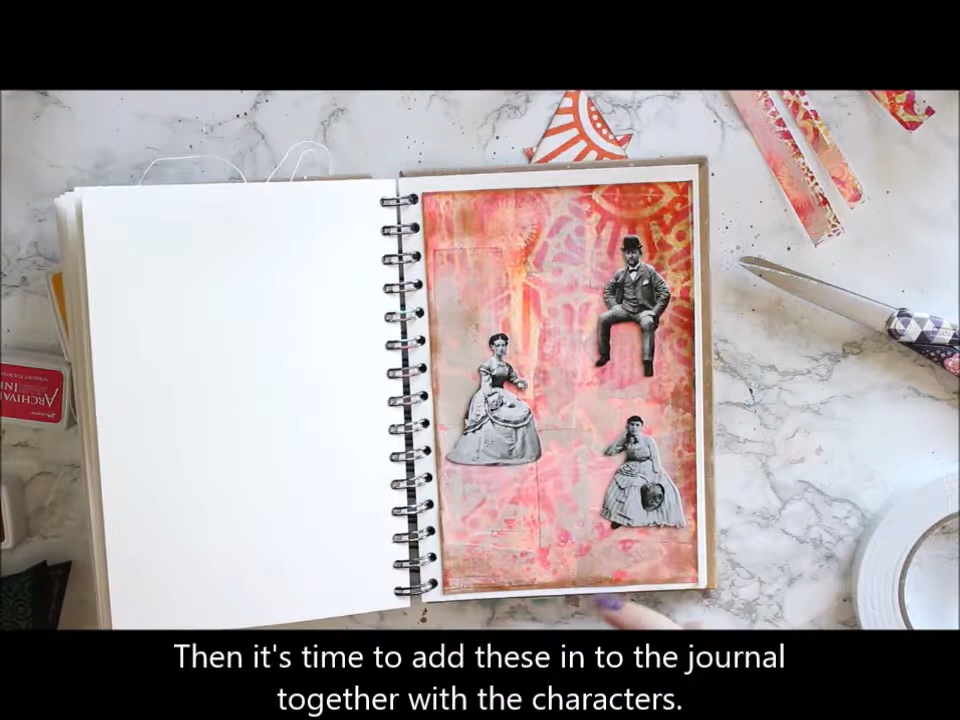 ARCHIVAL
INK
Then it's time to add these in to the journal
together with the characters.